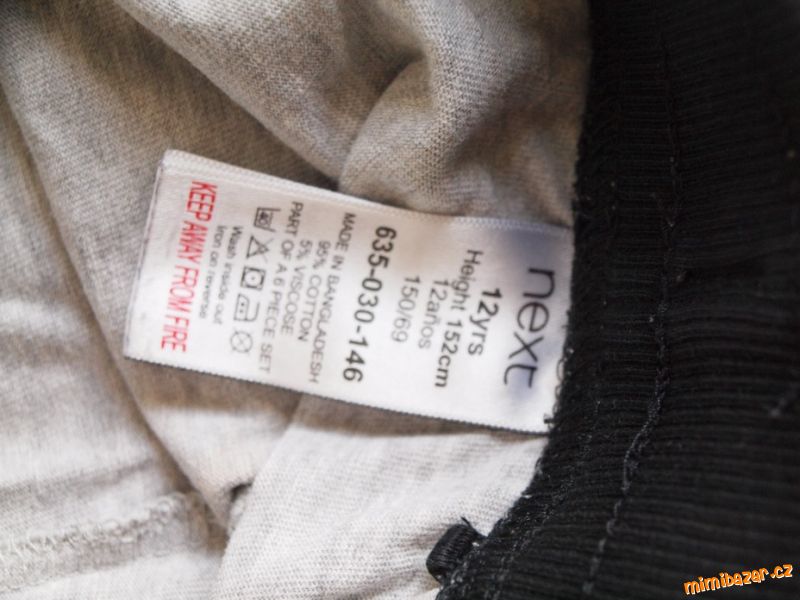 next
12yrs
Height 152cm
12años
150/69
635-030-146
MADE IN BANGLADESH
95% COTTON
5% VISCOSE
PART OF A 6 PIECE SET
Wash inside out
Iron on reverse
KEEP AWAY FROM FIRE
mimibazar.cz